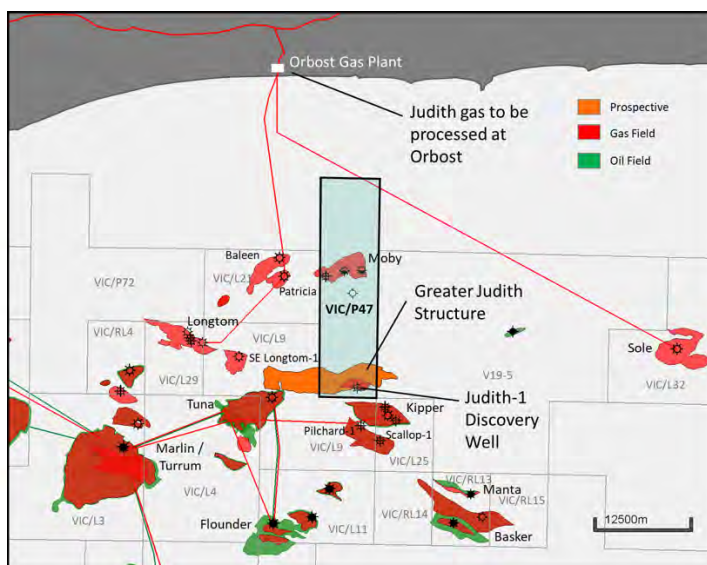 Orbost Gas Plant
Judith gas to be
processed at
Orbost
Prospective
Gas Field
Oil Field
Baleen
Moby
VIC/P72
VIC/L21
Patricia
VIC/P47
Greater Judith
Structure
VIC/RL4
Longtom
VIC/L9
SE Longtom-1
Sole
VIC/L29
V19-5
VIC/L32
Tuna
Kipper
Judith-1
Discovery
Well
Pilchard-1
Scallop-1
VIC/L9
VIC/L25
Marlin /
Turrum
VIC/L4
VIC/RL13
Manta
VIC/RL15
VIC/L3
Flounder
VIC/L11
VIC/RL14
Basker
12500m